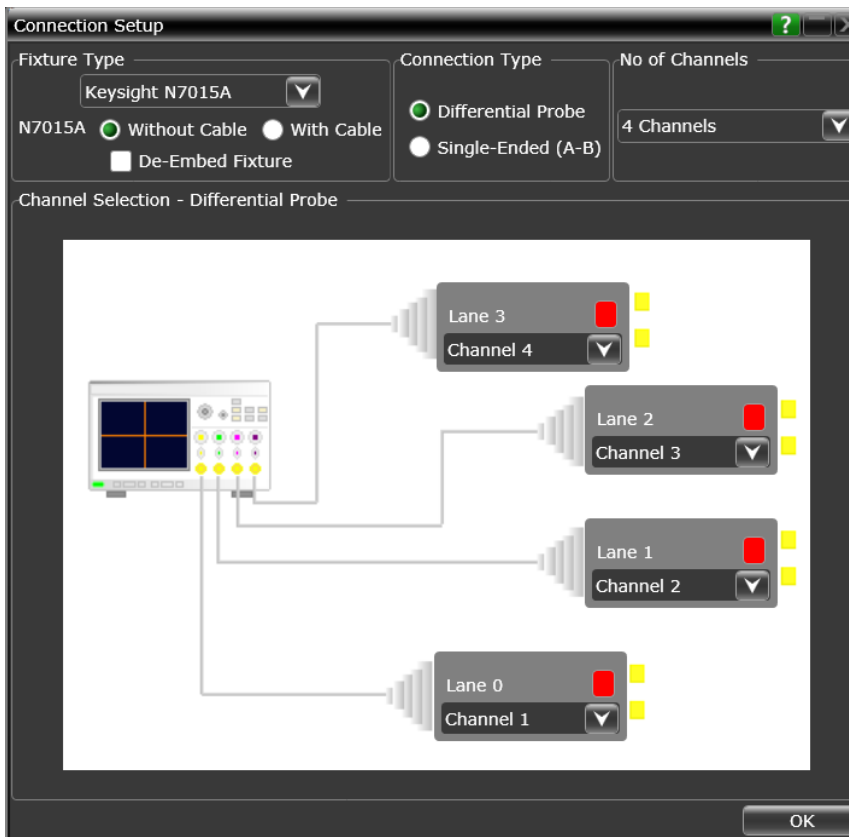 Connection Setup
?
Fixture Type
Keysight N7015A
N7015A Without Cable With Cable
De-Embed Fixture
Connection Type
Differential Probe
Single-Ended (A-B)
No of Channels
4 Channels
Channel Selection - Differential Probe
Lane 3
Channel 4
Lane 2
Channel 3
Lane 1
Channel 2
Lane 0
Channel 1
OK